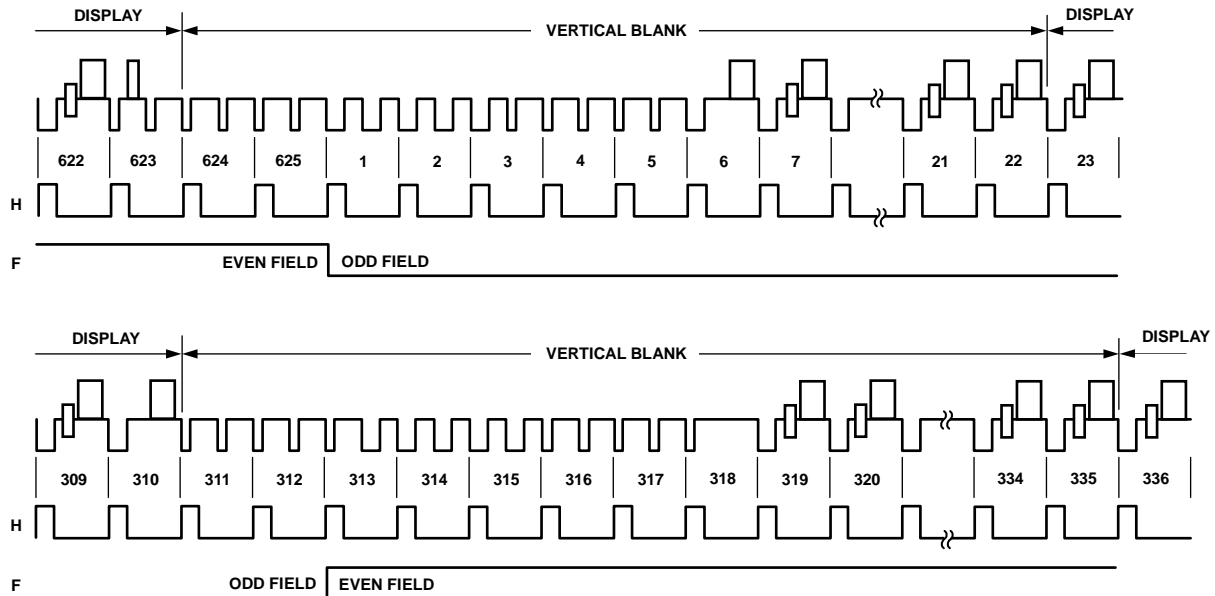 DISPLAY VERTICAL BLANK DISPLAY
622 623 624 625 1 2 3 4 5 6 7 21 22 23
H
F EVEN FIELD ODD FIELD
DISPLAY VERTICAL BLANK DISPLAY
309 310 311 312 313 314 315 316 317 318 319 320 334 335 336
H
F ODD FIELD EVEN FIELD